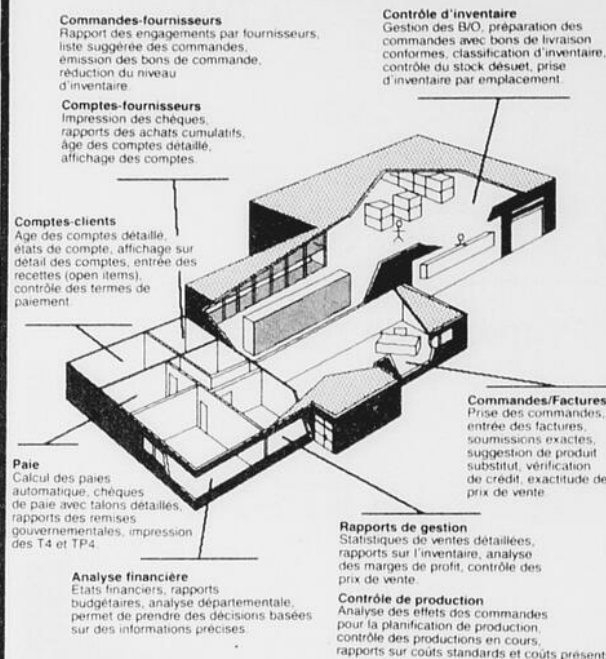 Commandes-fournisseurs
Rapport des engagements par fournisseurs,
liste suggérée des commandes,
émission des bons de commande,
réduction du niveau
d'inventaire.
Comptes-fournisseurs
Impression des chèques,
rapports des achats cumulatifs,
âge des comptes détaillé,
affichage des comptes.
Contrôle d'inventaire
Gestion des B/O, préparation des
commandes avec bons de livraison
conformes, classification d'inventaire,
contrôle du stock désuet, prise
d'inventaire par emplacement.
Comptes-clients
Age des comptes détaillé,
états de compte, affichage sur
détail des comptes, entrée des
recettes (open items),
contrôle des termes de
paiement.
Commandes/Factures
Prise des commandes,
entrée des factures,
soumissions exactes,
suggestion de produit
substitut, vérification
de crédit, exactitude de
prix de vente.
Paie
Calcul des paies
automatique, chèques
de paie avec talons détaillés,
rapports des remises
gouvernementales, impression
des T4 et TP4.
Rapports de gestion
Statistiques de ventes détaillées,
rapports sur l'inventaire, analyse
des marges de profit, contrôle des
prix de vente.
Analyse financière
Etats financiers, rapports
budgétaires, analyse départementale,
permet de prendre des décisions basées
sur des informations précises.
Contrôle de production
Analyse des effets des commandes
pour la planification de production,
contrôle des productions en cours,
rapports sur coûts standards et coûts présent